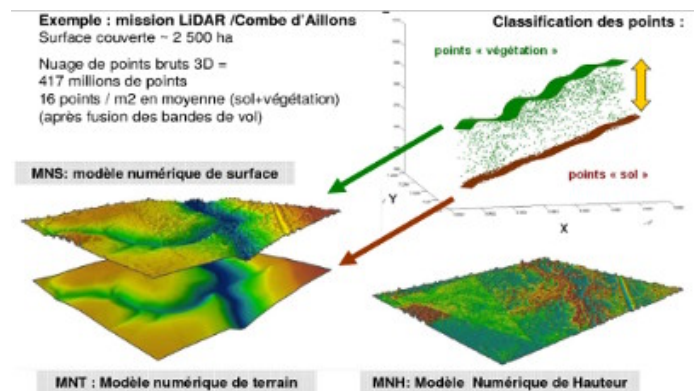 Exemple : mission LiDAR /Combe d'Aillons
Surface couverte ~ 2 500 ha
Nuage de points bruts 3D =
417 millions de points
16 points / m2 en moyenne (sol+végétation)
(après fusion des bandes de vol)
Classification des points :
points « végétation »
points « sol »
Y
X
MNS: modèle numérique de surface
MNT : Modèle numérique de terrain
MNH: Modèle Numérique de Hauteur